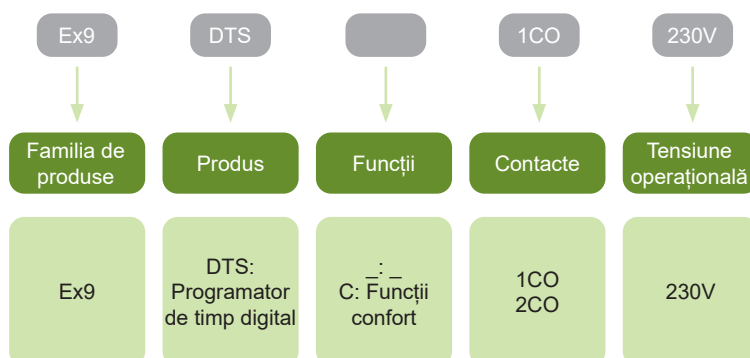 Ex9
DTS
1CO
230V
Familia de
produse
Produs
Funcții
Contacte
Tensiune
operațională
Ex9
DTS:
Programator
de timp digital
_: _
C: Funcții
confort
1CO
2CO
230V